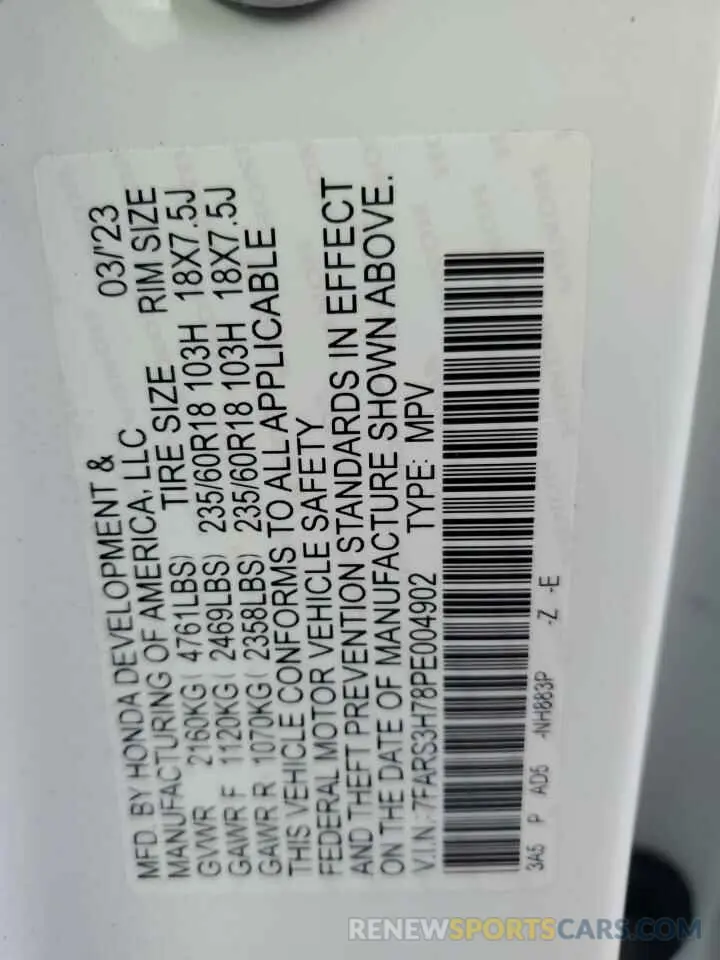 MFD. BY HONDA DEVELOPMENT & 03/'23
MANUFACTURING OF AMERICA, LLC
GVWR 2160KG( 4761LBS) TIRE SIZE RIM SIZE
GAWR F 1120KG( 2469LBS) 235/60R18 103H 18X7.5J
GAWR R 1070KG( 2358LBS) 235/60R18 103H 18X7.5J
THIS VEHICLE CONFORMS TO ALL APPLICABLE
FEDERAL MOTOR VEHICLE SAFETY
AND THEFT PREVENTION STANDARDS IN EFFECT
ON THE DATE OF MANUFACTURE SHOWN ABOVE.
V.I.N.: 7FARS3H78PE004902 TYPE: MPV
3A5 P AD5 -NH883P -Z -E
RENEWSPORTSCARS.COM